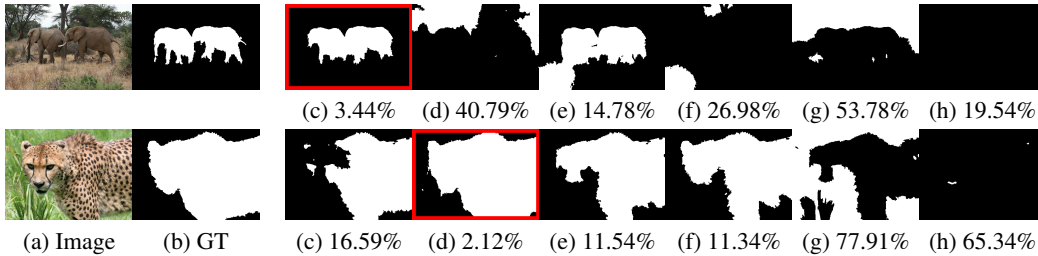 (c) 3.44% (d) 40.79% (e) 14.78% (f) 26.98% (g) 53.78% (h) 19.54%
(a) Image (b) GT (c) 16.59% (d) 2.12% (e) 11.54% (f) 11.34% (g) 77.91% (h) 65.34%